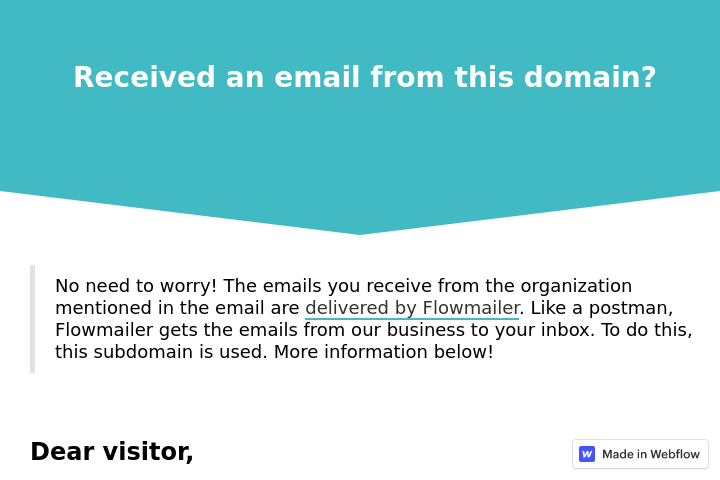 Received an email from this domain?
No need to worry! The emails you receive from the organization
mentioned in the email are delivered by Flowmailer. Like a postman,
Flowmailer gets the emails from our business to your inbox. To do this,
this subdomain is used. More information below!
Dear visitor,
Made in Webflow